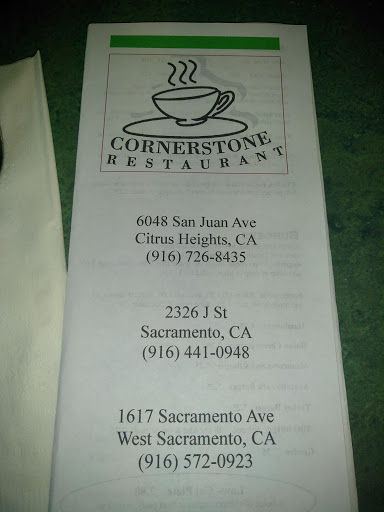 CORNERSTONE
RESTAURANT
6048 San Juan Ave
Citrus Heights, CA
(916) 726-8435
2326 J St
Sacramento, CA
(916) 441-0948
1617 Sacramento Ave
West Sacramento, CA
(916) 572-0923